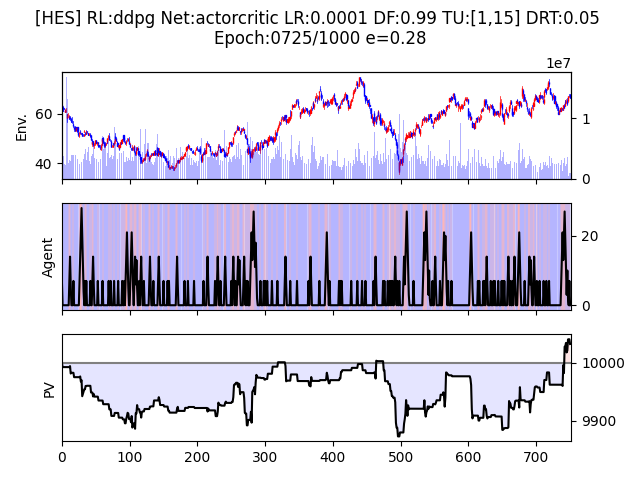 [HES] RL:ddpg Net:actorcritic LR:0.0001 DF:0.99 TU:[1,15] DRT:0.05
Epoch:0725/1000 e=0.28
1e7
Env.
60
40
1
0
Agent
20
0
PV
10000
9900
0 100 200 300 400 500 600 700